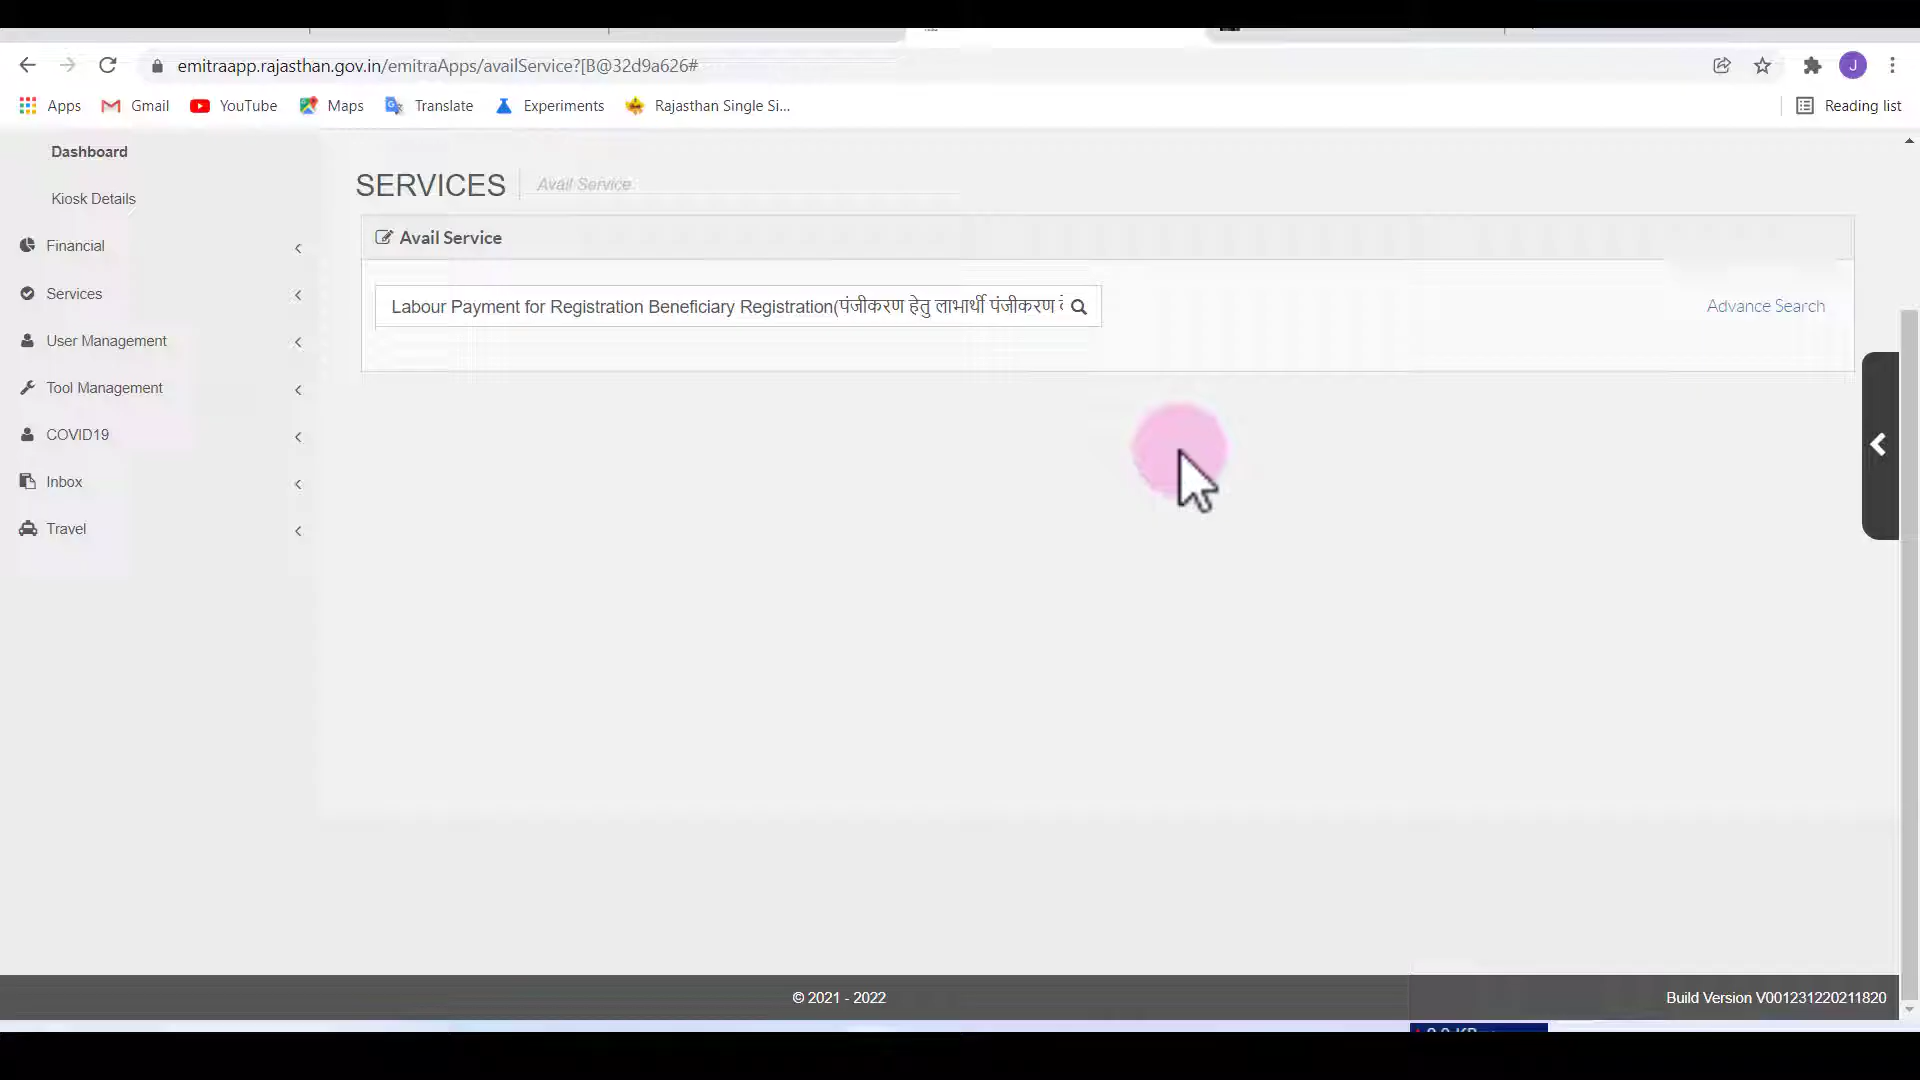 emitraapp.rajasthan.gov.in/emitraApps/availService?[B@32d9a626#
J
Apps Gmail YouTube Maps Translate Experiments Rajasthan Single Si... Reading list
Dashboard
Kiosk Details
Financial
Services
User Management
Tool Management
COVID19
Inbox
Travel
SERVICES Avail Service
Avail Service
Labour Payment for Registration Beneficiary Registration(पंजीकरण हेतु लाभार्थी पंजीकरण
Advance Search
© 2021 - 2022
Build Version V001231220211820